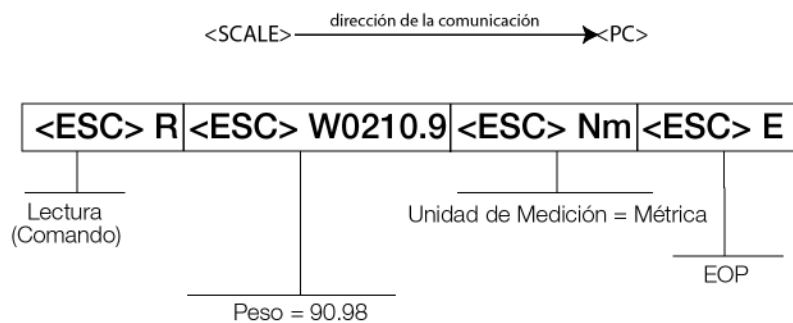 dirección de la comunicación
<SCALE> <PC>
<ESC> R <ESC> W0210.9 <ESC> Nm <ESC> E
Lectura
(Comando)
Unidad de Medición = Métrica
EOP
Peso = 90.98